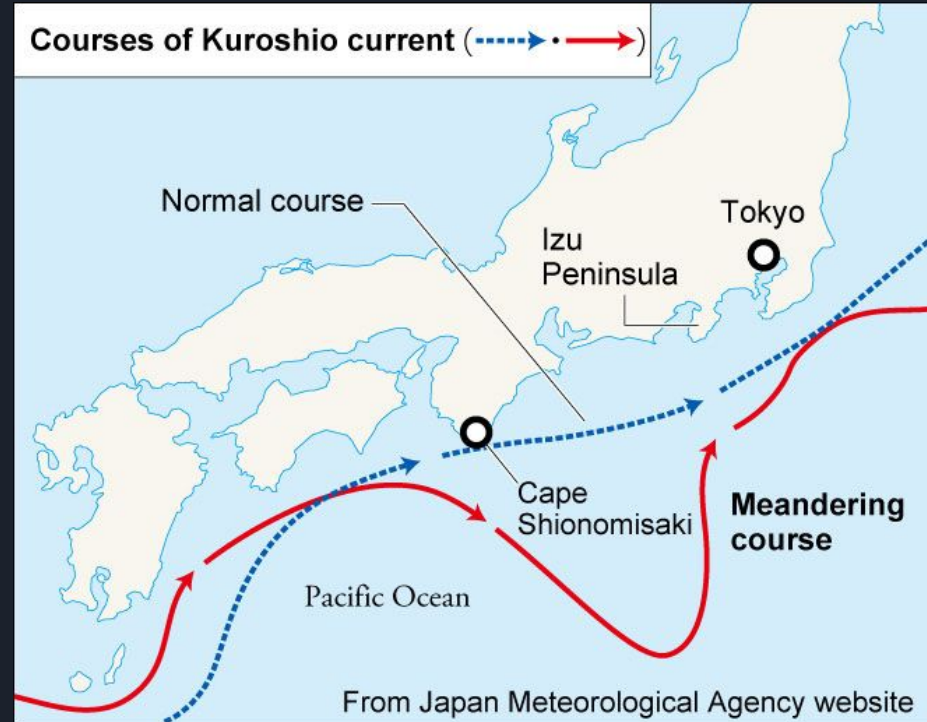 Courses of Kuroshio current ( · )
Normal course
Tokyo
Izu
Peninsula
Cape
Shionomisaki
Meandering
course
Pacific Ocean
From Japan Meteorological Agency website